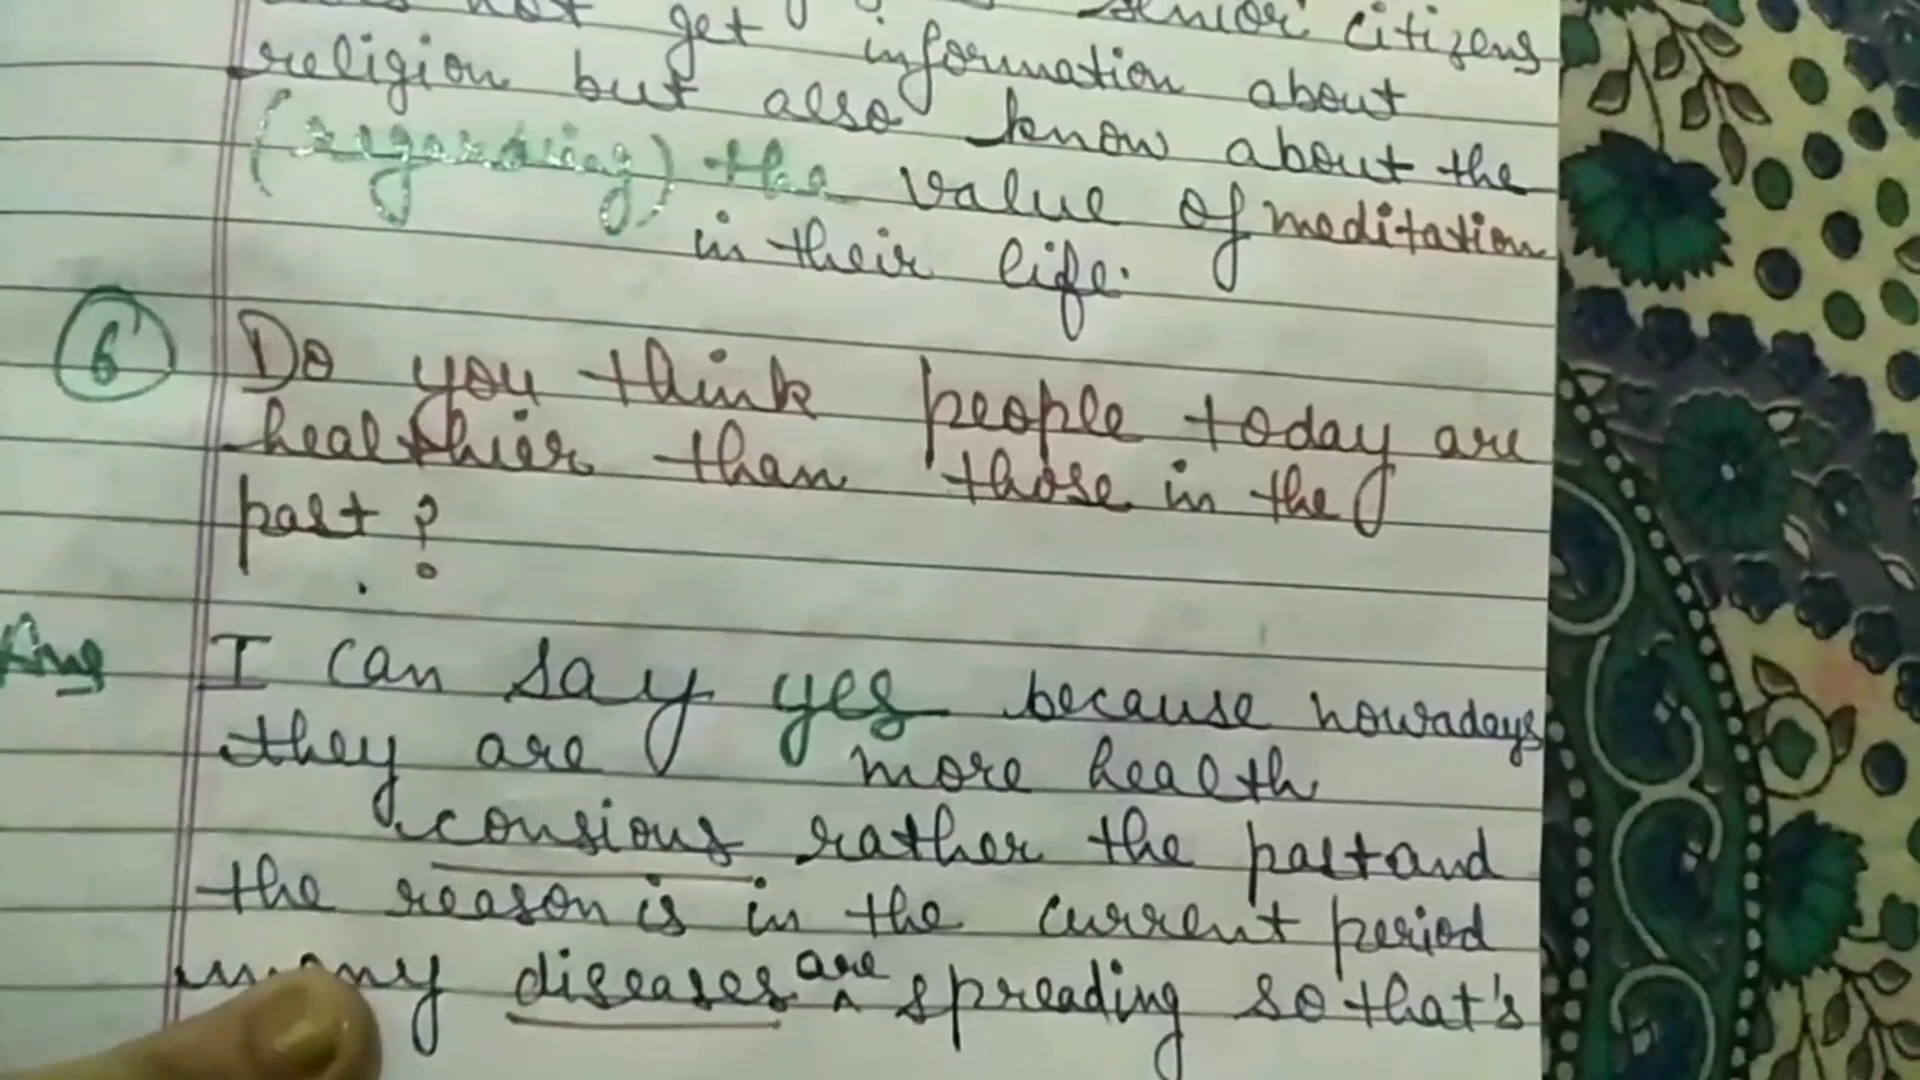 not get information about senior citizens
religion but also know about the
(regarding) the value of meditation
in their life.
6 Do you think people today are
healthier than those in the
past?
Ans I can say yes because nowadays
they are more health
consious rather the past and
the reason is in the current period
many diseases are spreading so that's